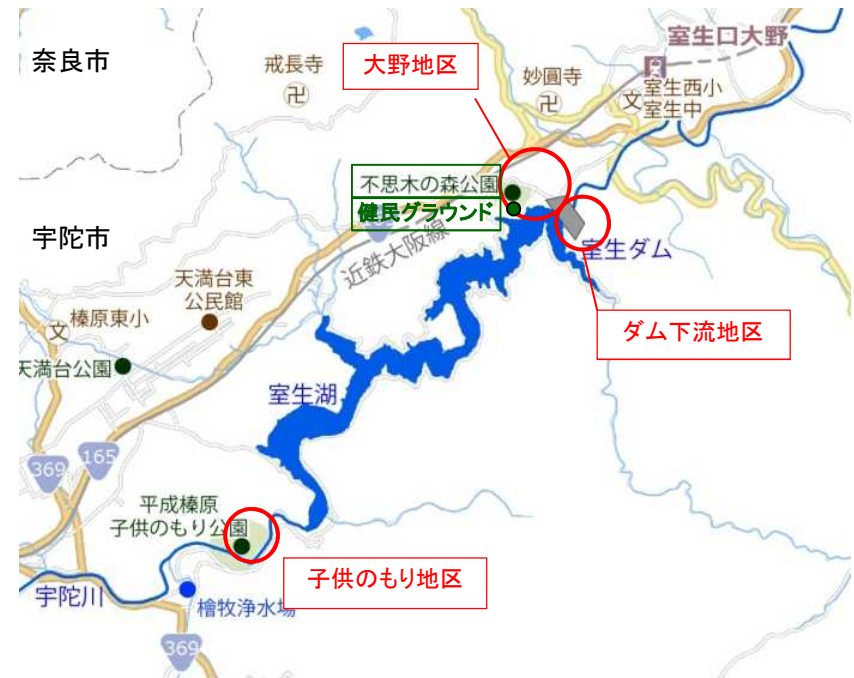 奈良市
戒長寺
卍
大野地区
妙圓寺
卍
室生口大野
文
室生西小
室生中
不思木の森公園
健民グラウンド
宇陀市
近鉄大阪線
室生ダム
天満台東
公民館
文
榛原東小
天満台公園
ダム下流地区
室生湖
369
165
平成榛原
子供のもり公園
子供のもり地区
宇陀川
檜牧浄水場
369